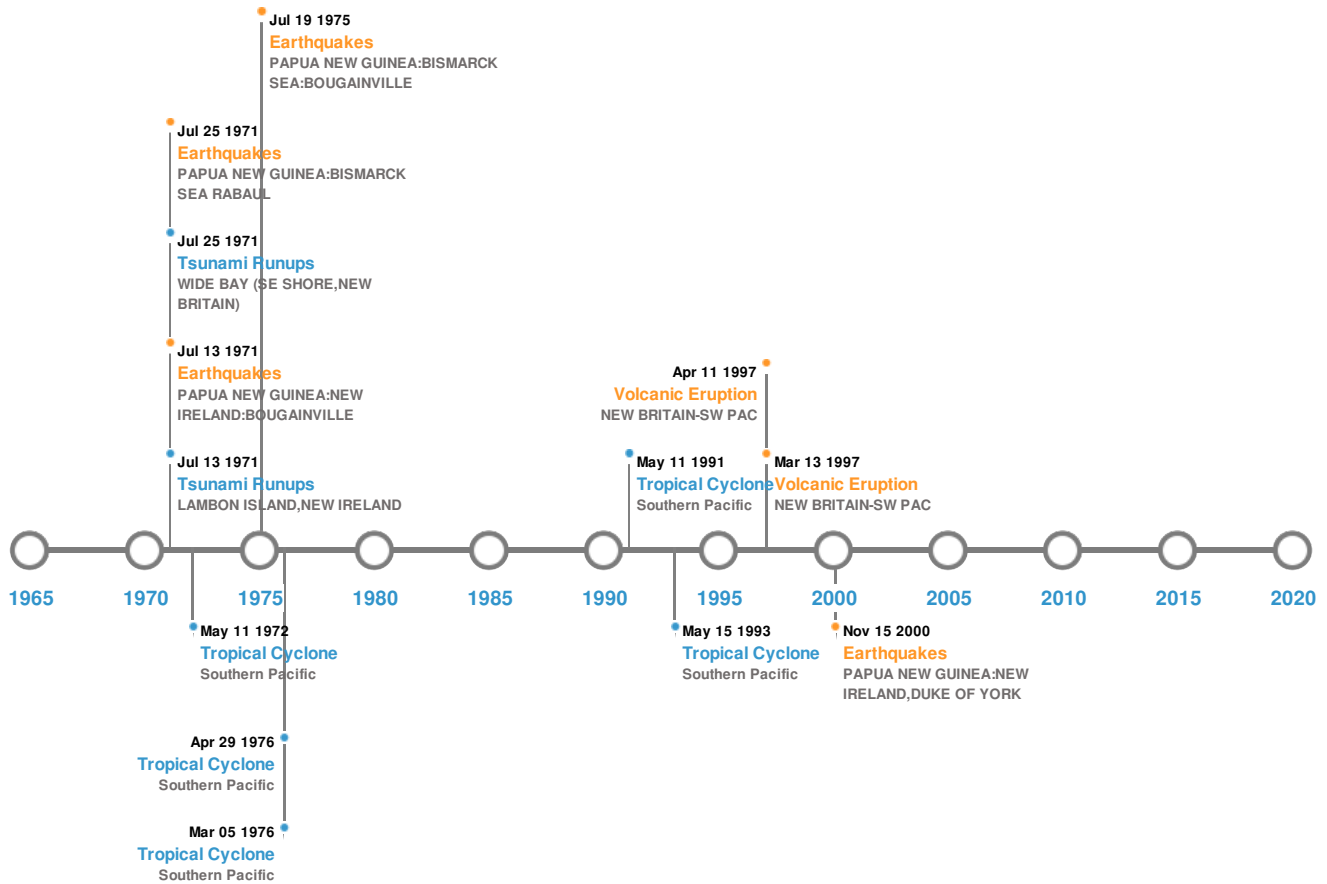 Jul 19 1975
Earthquakes
PAPUA NEW GUINEA:BISMARCK
SEA:BOUGAINVILLE
Jul 25 1971
Earthquakes
PAPUA NEW GUINEA:BISMARCK
SEA RABAUL
Jul 25 1971
Tsunami Runups
WIDE BAY (SE SHORE,NEW
BRITAIN)
Jul 13 1971
Earthquakes
PAPUA NEW GUINEA:NEW
IRELAND:BOUGAINVILLE
Jul 13 1971
Tsunami Runups
LAMBON ISLAND,NEW IRELAND
Apr 11 1997
Volcanic Eruption
NEW BRITAIN-SW PAC
May 11 1991
Tropical Cyclone
Southern Pacific
Mar 13 1997
Volcanic Eruption
NEW BRITAIN-SW PAC
1965 1970 1975 1980 1985 1990 1995 2000 2005 2010 2015 2020
May 11 1972
Tropical Cyclone
Southern Pacific
May 15 1993
Tropical Cyclone
Southern Pacific
Nov 15 2000
Earthquakes
PAPUA NEW GUINEA:NEW
IRELAND,DUKE OF YORK
Apr 29 1976
Tropical Cyclone
Southern Pacific
Mar 05 1976
Tropical Cyclone
Southern Pacific